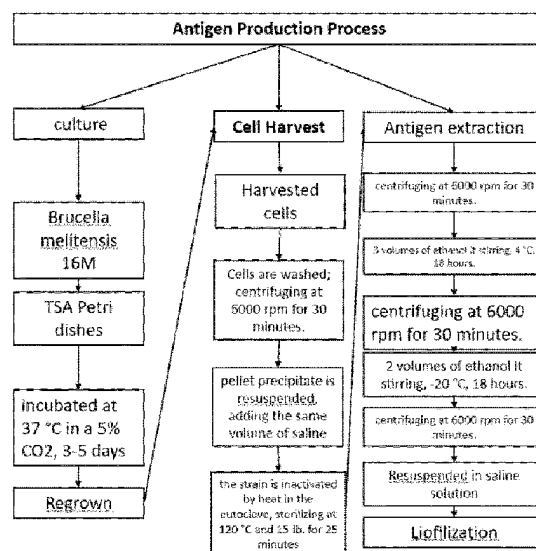 Antigen Production Process
culture
Brucella
melitensis
16M
TSA Petri
dishes
incubated at
37 °C in a 5%
CO2, 3-5 days
Regrown
Cell Harvest
Harvested
cells
Cells are washed;
centrifuging at
6000 rpm for 30
minutes.
pellet precipitate is
resuspended,
adding the same
volume of saline
the strain is inactivated by
heat in the
autoclave, sterilizing at
120 °C and 15 lb. for 25
minutes
Antigen extraction
centrifuging at 6000 rpm for 30
minutes.
3 volumes of ethanol it stirring, 4 °C,
18 hours.
centrifuging at 6000
rpm for 30 minutes.
2 volumes of ethanol it
stirring, -20 °C, 18 hours.
centrifuging at 6000 rpm for 30
minutes.
Resuspended in saline
solution
Liofilization